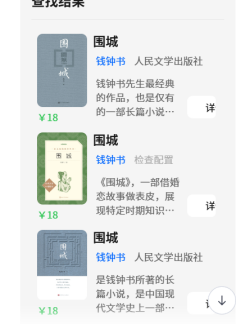 查找结果
围城
钱钟书 人民文学出版社
钱钟书先生最经典
的作品，也是仅有
的一部长篇小说…
详
￥18
围城
钱钟书 检查配置
《围城》，一部借婚
恋故事做表皮，展
现特定时期知识…
详
￥18
围城
钱钟书 人民文学出版社
是钱钟书所著的长
篇小说，是中国现
代文学史上一部…
￥18